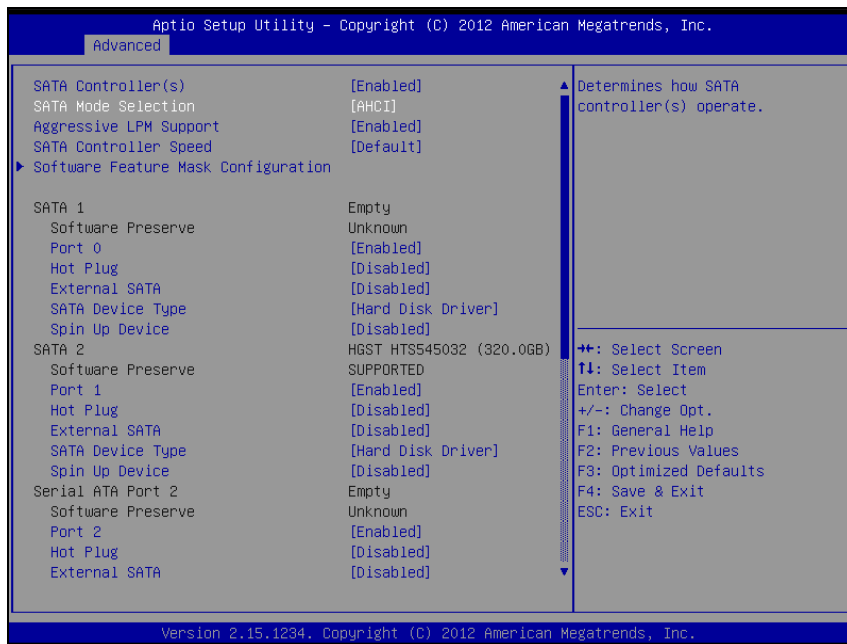 Aptio Setup Utility – Copyright (C) 2012 American Megatrends, Inc.
Advanced
SATA Controller(s) [Enabled]
SATA Mode Selection [AHCI]
Aggressive LPM Support [Enabled]
SATA Controller Speed [Default]
Software Feature Mask Configuration
SATA 1 Empty
Software Preserve Unknown
Port 0 [Enabled]
Hot Plug [Disabled]
External SATA [Disabled]
SATA Device Type [Hard Disk Driver]
Spin Up Device [Disabled]
SATA 2 HGST HTS545032 (320.0GB)
Software Preserve SUPPORTED
Port 1 [Enabled]
Hot Plug [Disabled]
External SATA [Disabled]
SATA Device Type [Hard Disk Driver]
Spin Up Device [Disabled]
Serial ATA Port 2 Empty
Software Preserve Unknown
Port 2 [Enabled]
Hot Plug [Disabled]
External SATA [Disabled]
Determines how SATA
controller(s) operate.
→←: Select Screen
↑↓: Select Item
Enter: Select
+/-: Change Opt.
F1: General Help
F2: Previous Values
F3: Optimized Defaults
F4: Save & Exit
ESC: Exit
Version 2.15.1234. Copyright (C) 2012 American Megatrends, Inc.